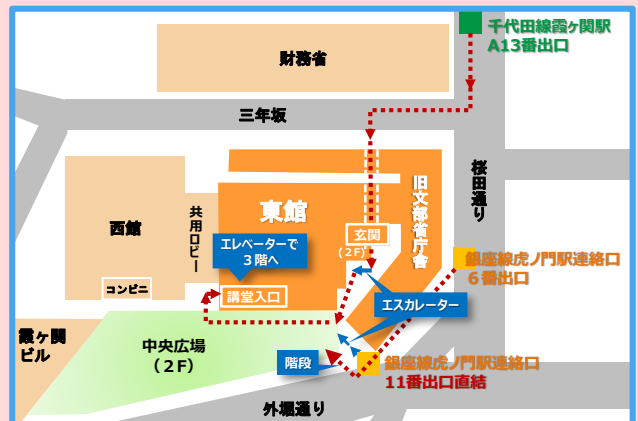 千代田線霞ヶ関駅
A13番出口
財務省
三年坂
桜田通り
旧文部省庁舎
東館
西館
共用ロビー
玄関
(２F)
エレベーターで
３階へ
銀座線虎ノ門駅連絡口
６番出口
コンビニ
講堂入口
エスカレーター
霞ヶ関
ビル
中央広場
（２F）
階段
銀座線虎ノ門駅連絡口
11番出口直結
外堀通り